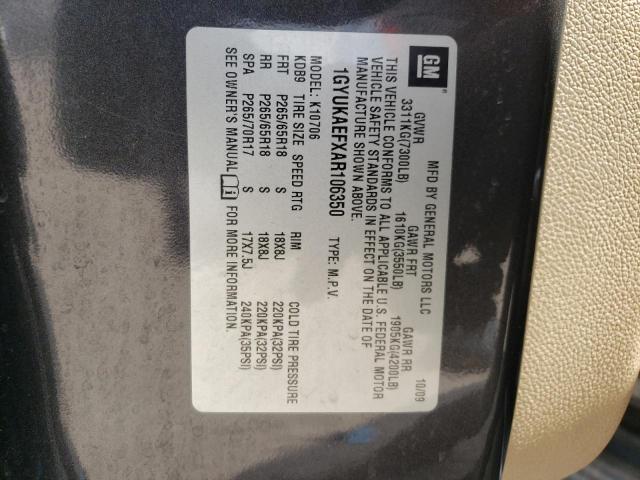 GM
MFD BY GENERAL MOTORS LLC 10/09
GVWR GAWR FRT GAWR RR
3311KG(7300LB) 1610KG(3550LB) 1905KG(4200LB)
THIS VEHICLE CONFORMS TO ALL APPLICABLE U.S. FEDERAL MOTOR
VEHICLE SAFETY STANDARDS IN EFFECT ON THE DATE OF
MANUFACTURE SHOWN ABOVE.
1GYUKAEFXAR106350 TYPE: M.P.V.
MODEL: K10706
KDB9 TIRE SIZE SPEED RTG RIM COLD TIRE PRESSURE
FRT P265/65R18 S 18X8J 220KPA(32PSI)
RR P265/65R18 S 18X8J 220KPA(32PSI)
SPA P265/70R17 S 17X7.5J 240KPA(35PSI)
SEE OWNER'S MANUAL FOR MORE INFORMATION.